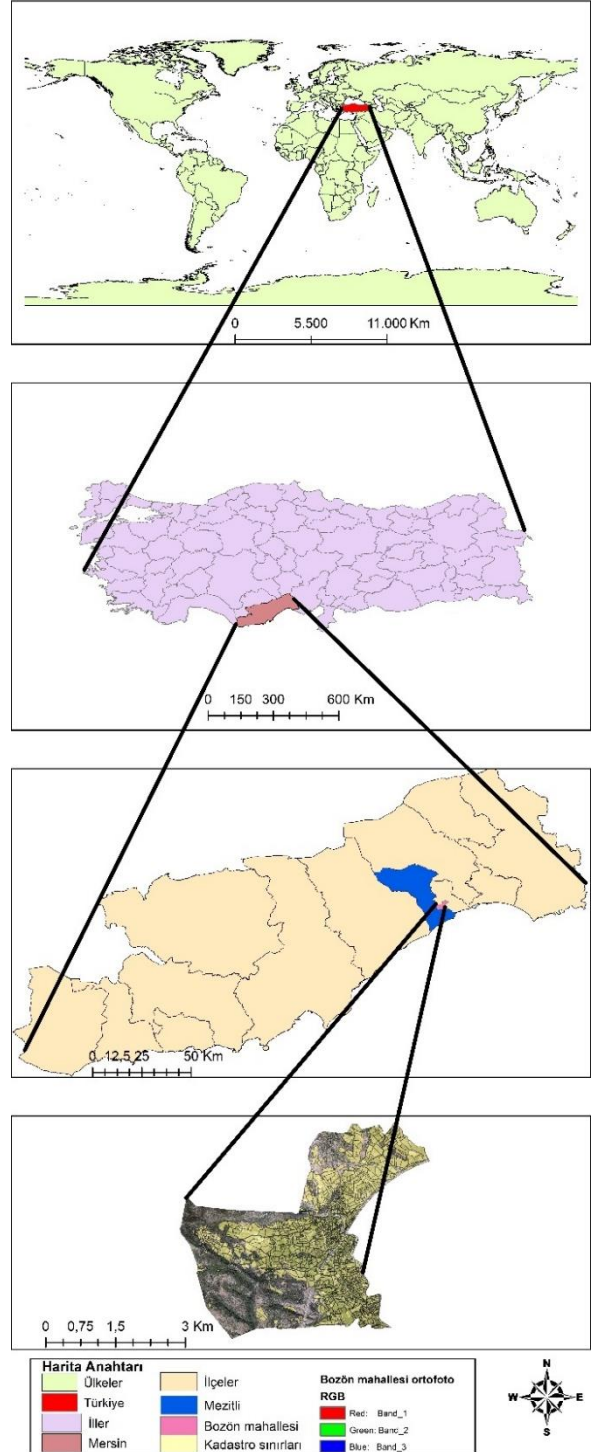 0 5.500 11.000 Km
0 150 300 600 Km
0 12,5 25 50 Km
0 0,75 1,5 3 Km
Harita Anahtarı
Ülkeler
Türkiye
İller
Mersin
İlçeler
Mezitli
Bozön mahallesi
Kadastro sınırları
Bozön mahallesi ortofoto
RGB
Red: Band_1
Green: Band_2
Blue: Band_3
N
W E
S